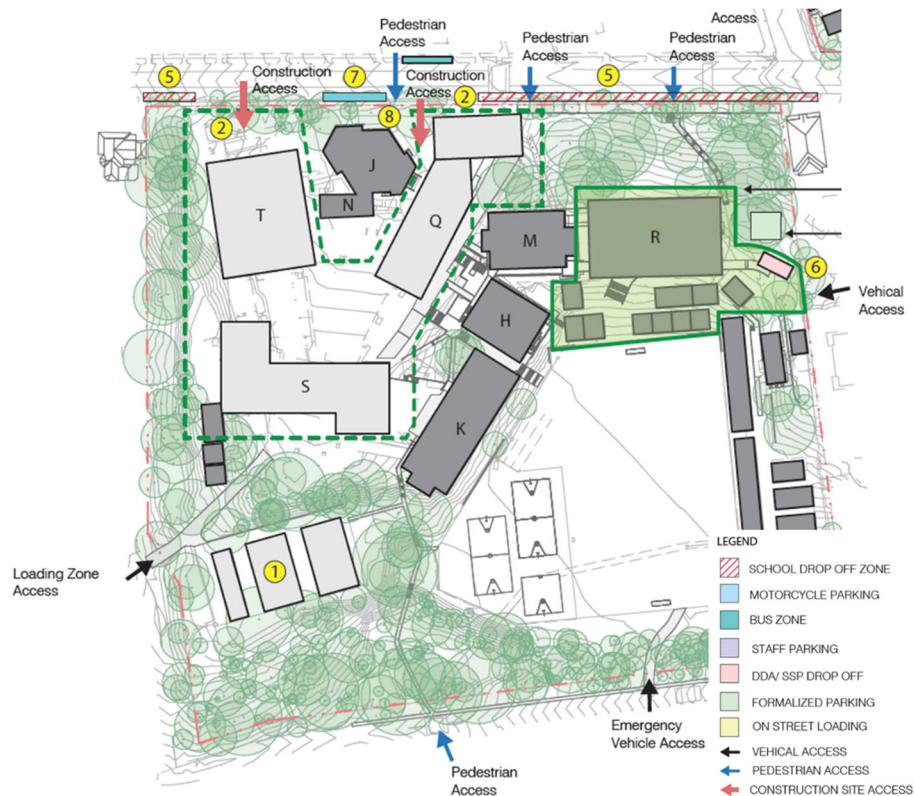 Access
Pedestrian
Access
Pedestrian
Access
Pedestrian
Access
Construction
Access
Construction
Access
5
7
2
5
2
8
J
N
T
Q
M
R
6
Vehical
Access
H
S
K
1
Loading Zone
Access
Emergency
Vehicle Access
Pedestrian
Access
LEGEND
SCHOOL DROP OFF ZONE
MOTORCYCLE PARKING
BUS ZONE
STAFF PARKING
DDA/ SSP DROP OFF
FORMALIZED PARKING
ON STREET LOADING
VEHICAL ACCESS
PEDESTRIAN ACCESS
CONSTRUCTION SITE ACCESS